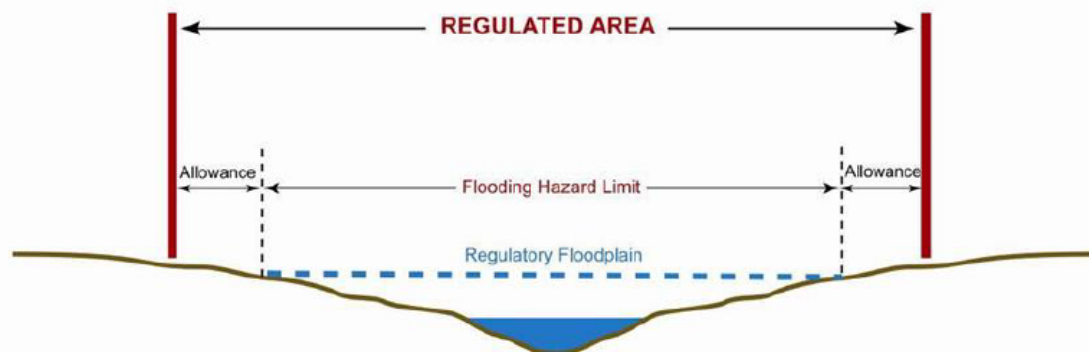 REGULATED AREA
Allowance
Flooding Hazard Limit
Allowance
Regulatory Floodplain